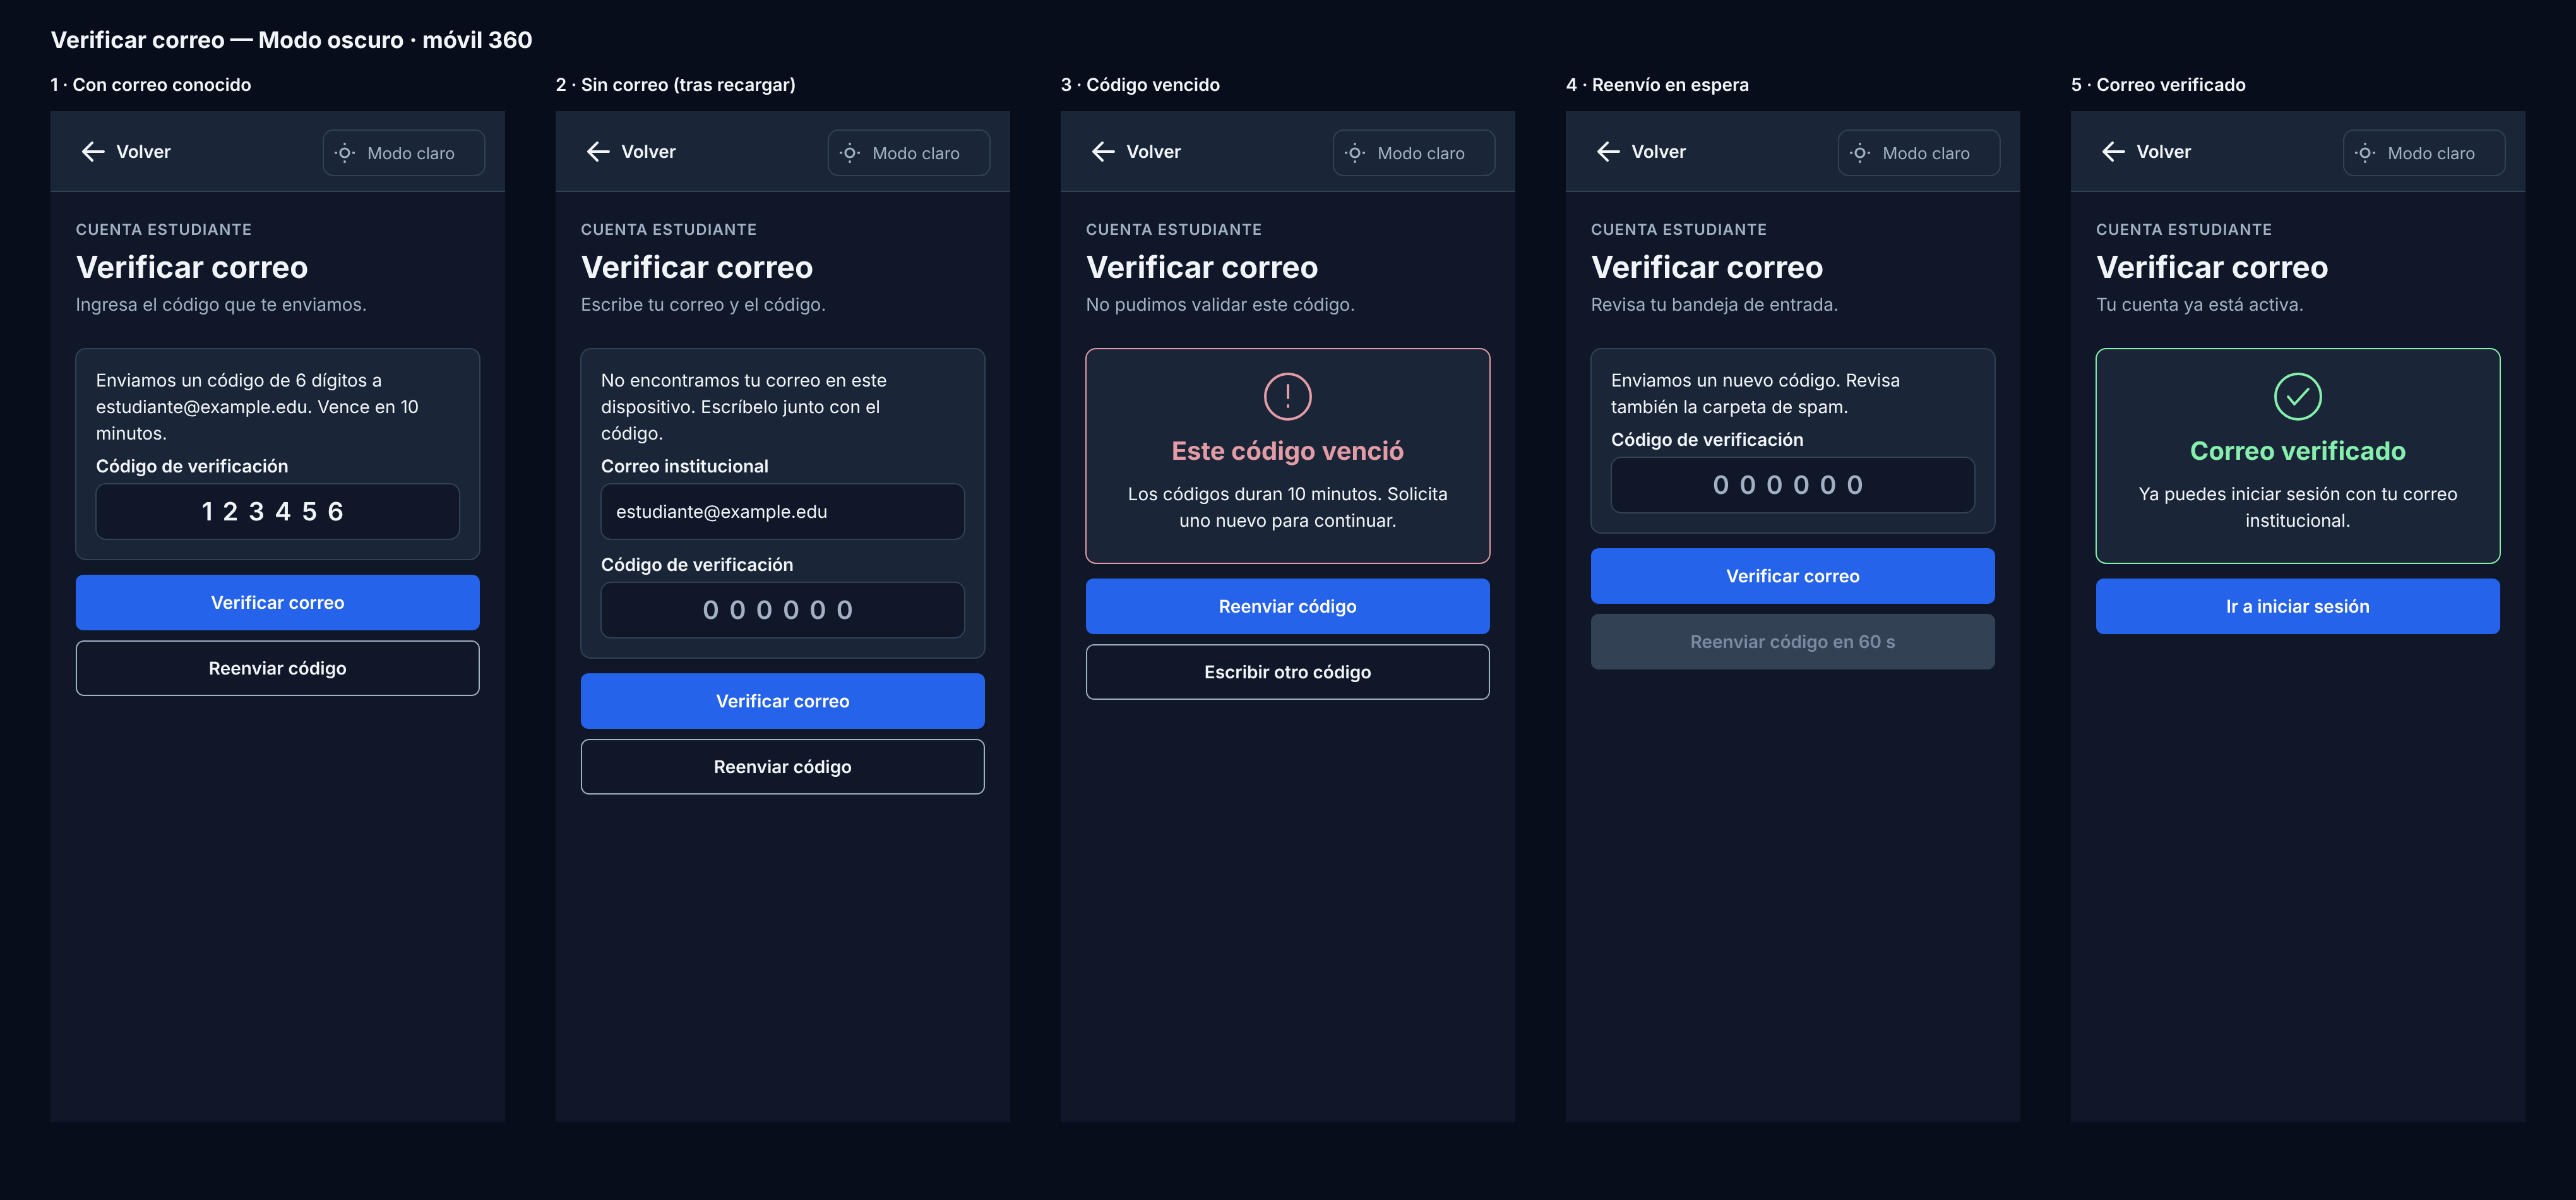 Verificar correo — Modo oscuro · móvil 360
1 · Con correo conocido
Volver
Modo claro
CUENTA ESTUDIANTE
Verificar correo
Ingresa el código que te enviamos.
Enviamos un código de 6 dígitos a
estudiante@example.edu. Vence en 10
minutos.
Código de verificación
1 2 3 4 5 6
Verificar correo
Reenviar código
2 · Sin correo (tras recargar)
Volver
Modo claro
CUENTA ESTUDIANTE
Verificar correo
Escribe tu correo y el código.
No encontramos tu correo en este
dispositivo. Escríbelo junto con el
código.
Correo institucional
estudiante@example.edu
Código de verificación
0 0 0 0 0 0
Verificar correo
Reenviar código
3 · Código vencido
Volver
Modo claro
CUENTA ESTUDIANTE
Verificar correo
No pudimos validar este código.
Este código venció
Los códigos duran 10 minutos. Solicita
uno nuevo para continuar.
Reenviar código
Escribir otro código
4 · Reenvío en espera
Volver
Modo claro
CUENTA ESTUDIANTE
Verificar correo
Revisa tu bandeja de entrada.
Enviamos un nuevo código. Revisa
también la carpeta de spam.
Código de verificación
0 0 0 0 0 0
Verificar correo
Reenviar código en 60 s
5 · Correo verificado
Volver
Modo claro
CUENTA ESTUDIANTE
Verificar correo
Tu cuenta ya está activa.
Correo verificado
Ya puedes iniciar sesión con tu correo
institucional.
Ir a iniciar sesión